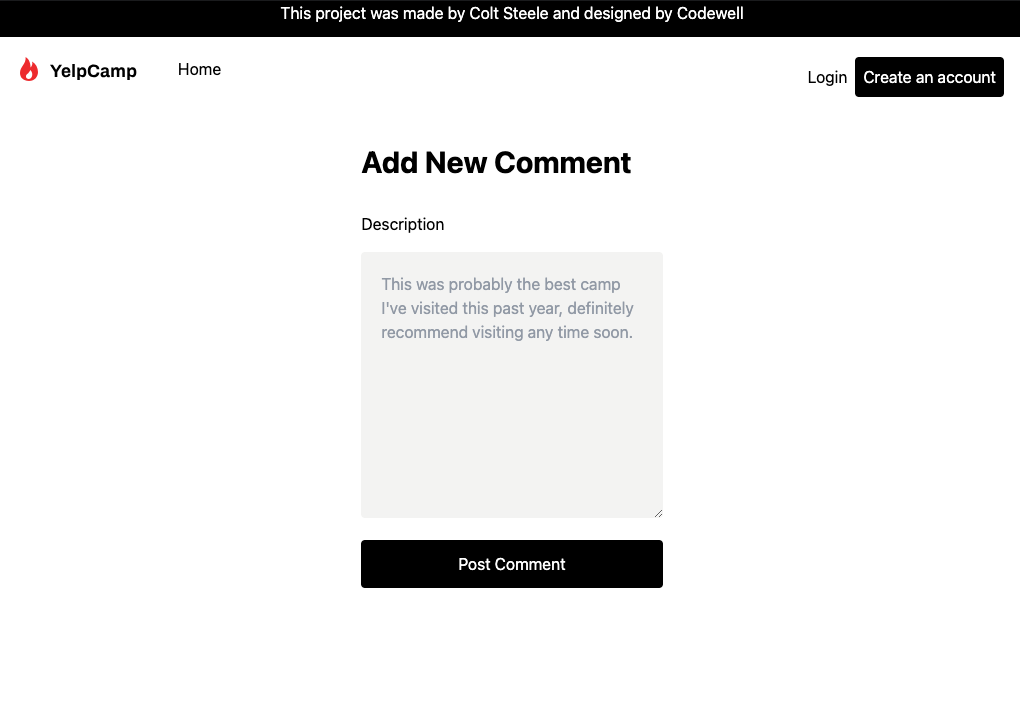 This project was made by Colt Steele and designed by Codewell
YelpCamp
Home
Login
Create an account
Add New Comment
Description
This was probably the best camp
I've visited this past year, definitely
recommend visiting any time soon.
Post Comment